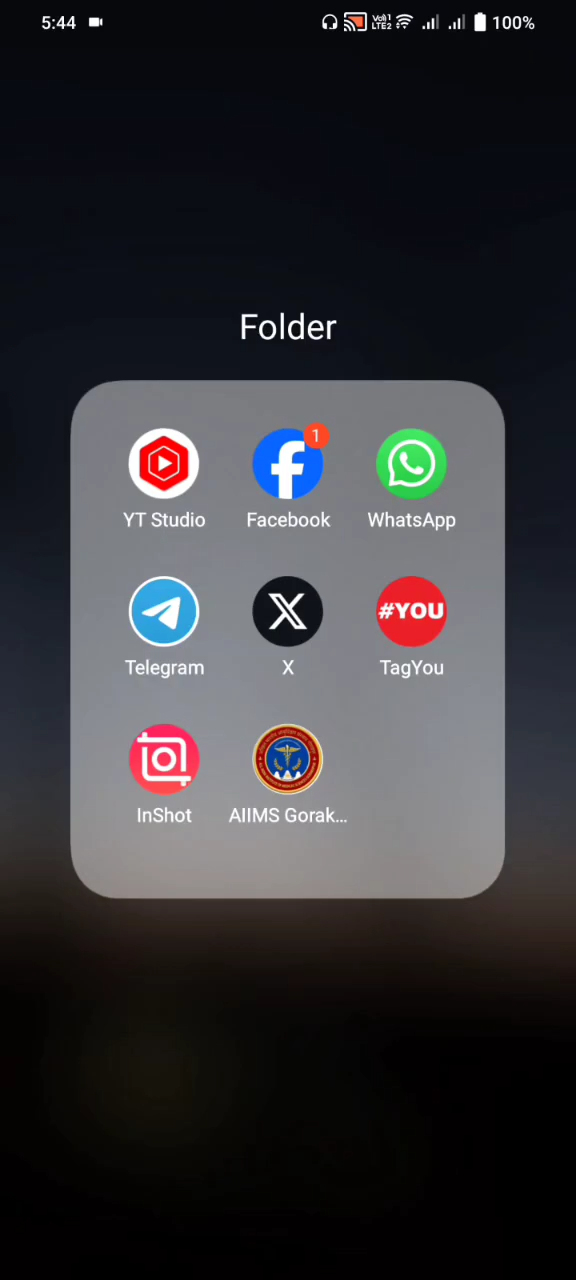 5:44 100%
Folder
1
YT Studio Facebook WhatsApp
#YOU
Telegram X TagYou
InShot AIIMS Gorak...